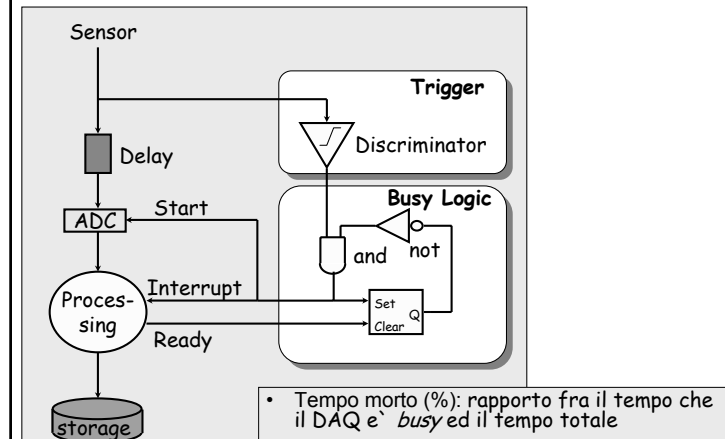 Sensor
Trigger
Discriminator
Delay
Busy Logic
Start
ADC
and
not
Interrupt
Set
Proces-
Q
sing
Clear
Ready
• Tempo morto (%): rapporto fra il tempo che
il DAQ e` busy ed il tempo totale
storage